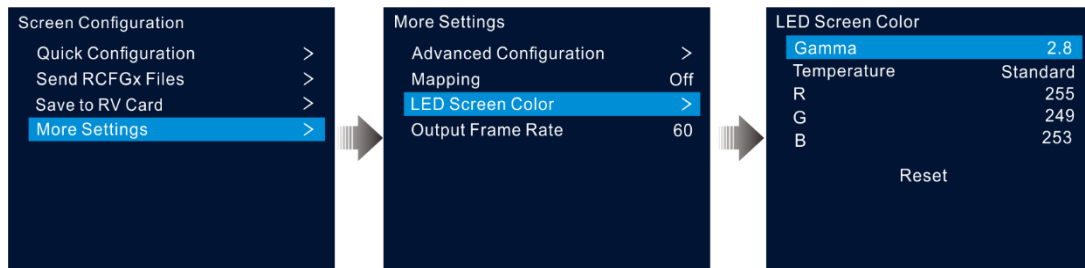 Screen Configuration
Quick Configuration >
Send RCFGx Files >
Save to RV Card >
More Settings >
More Settings
Advanced Configuration >
Mapping Off
LED Screen Color >
Output Frame Rate 60
LED Screen Color
Gamma 2.8
Temperature Standard
R 255
G 249
B 253
Reset